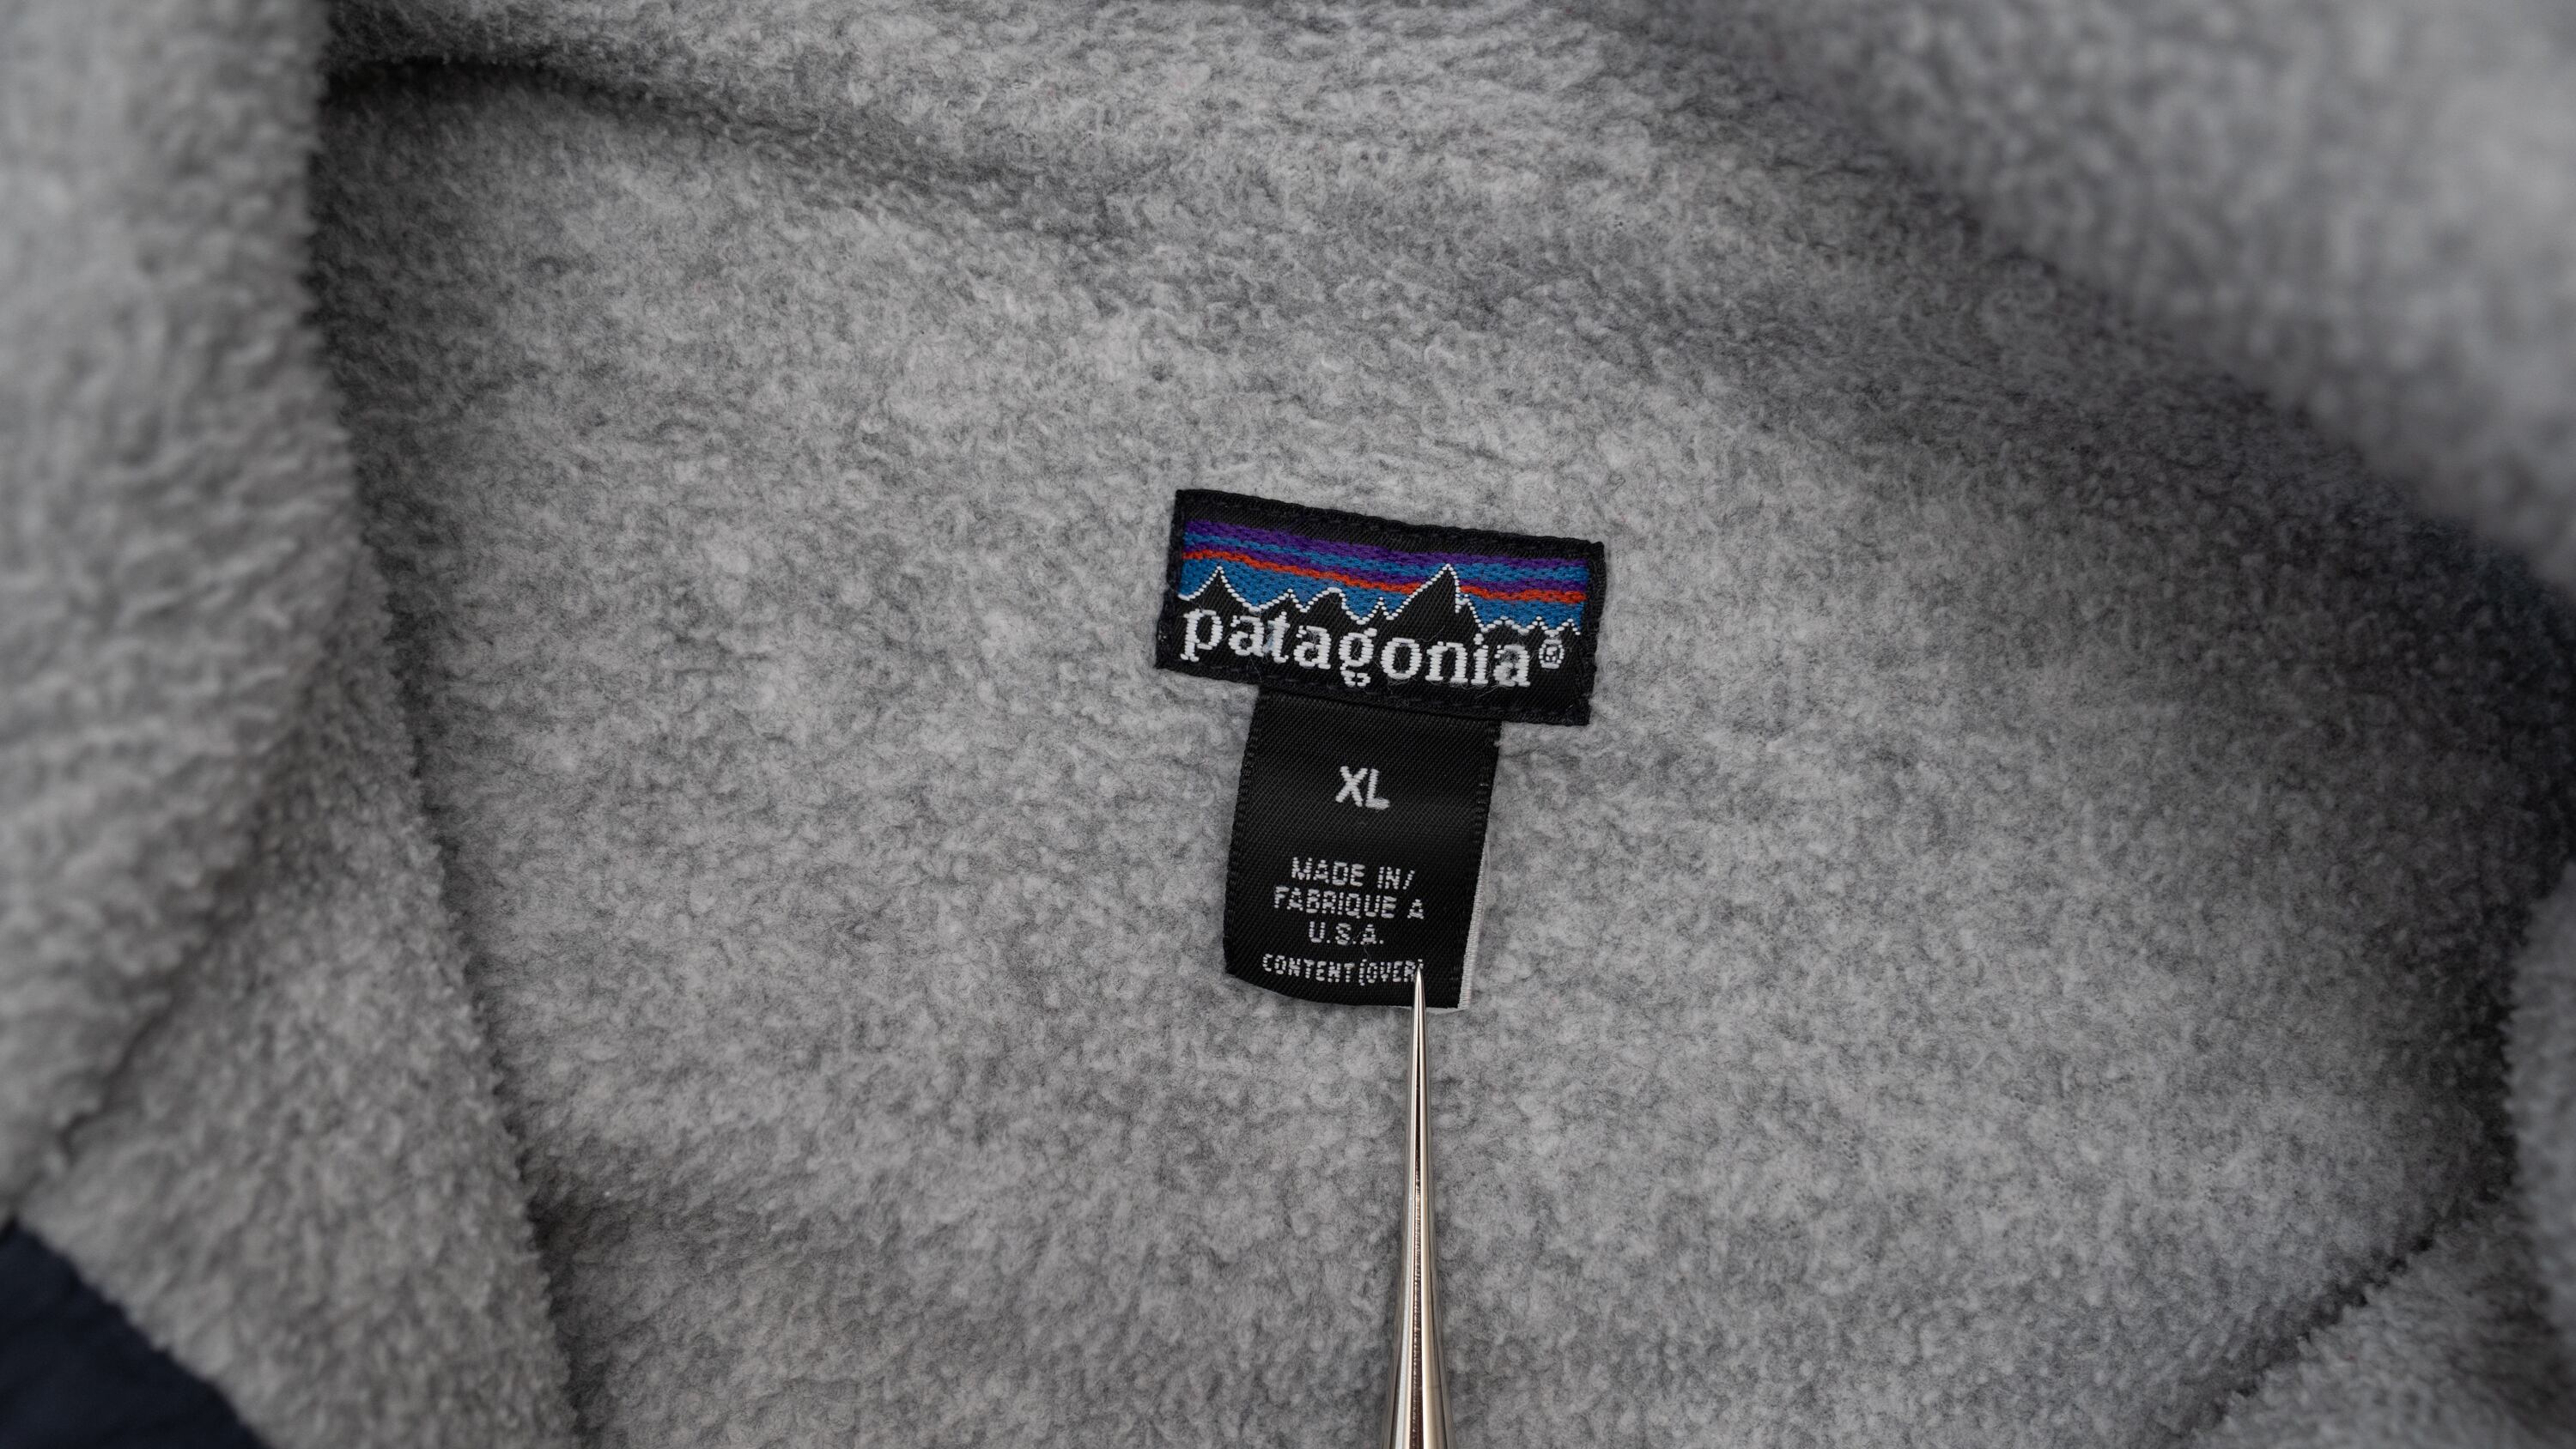 patagonia®
XL
MADE IN/
FABRIQUE A
U.S.A.
CONTENT(OVER)